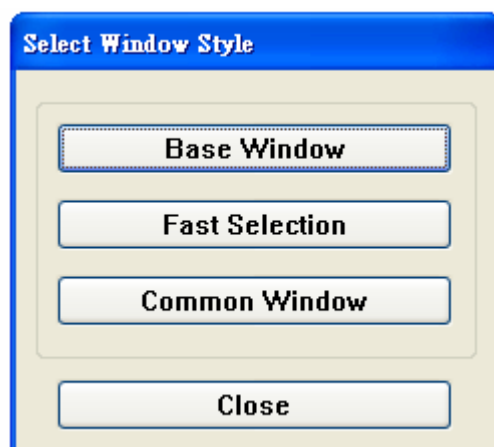 Select Window Style
Base Window
Fast Selection
Common Window
Close